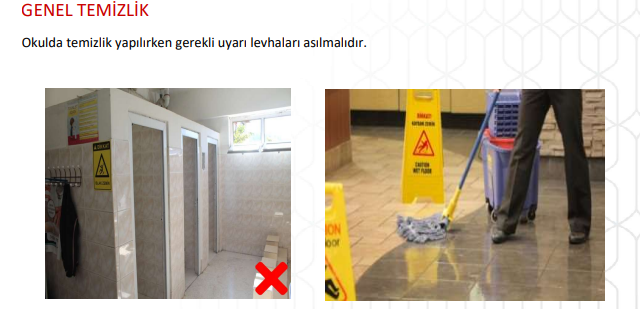 GENEL TEMİZLİK
Okulda temizlik yapılırken gerekli uyarı levhaları asılmalıdır.
DİKKAT!
KAYGAN ZEMİN
CAUTION
WET FLOOR